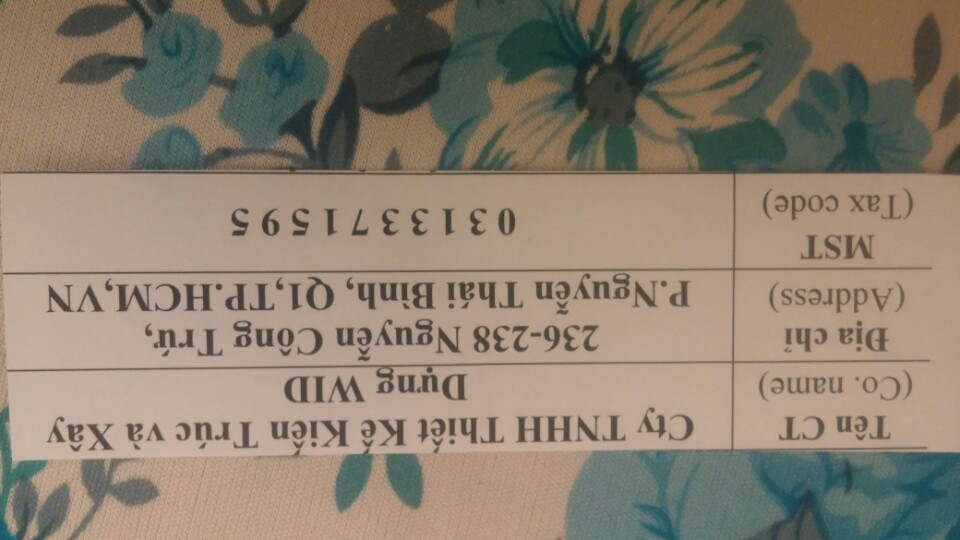 Tên CT
(Co. name)
Cty TNHH Thiết Kế Kiến Trúc và Xây
Dựng WID
Địa chỉ
(Address)
236-238 Nguyễn Công Trứ,
P.Nguyễn Thái Bình, Q1,TP.HCM,VN
MST
(Tax code)
0313371595